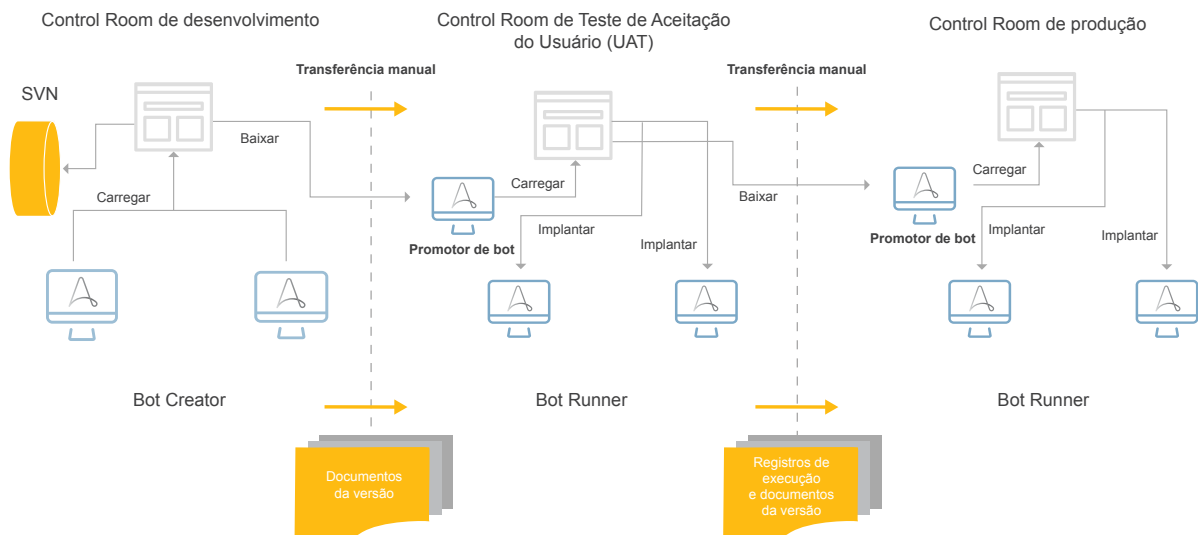 Control Room de desenvolvimento
Control Room de Teste de Aceitação
do Usuário (UAT)
Control Room de produção
Transferência manual
Transferência manual
SVN
Baixar
Carregar
Carregar
Promotor de bot
Implantar
Implantar
Baixar
Carregar
Promotor de bot
Implantar
Implantar
Bot Creator
Bot Runner
Bot Runner
Documentos
da versão
Registros de
execução
e documentos
da versão